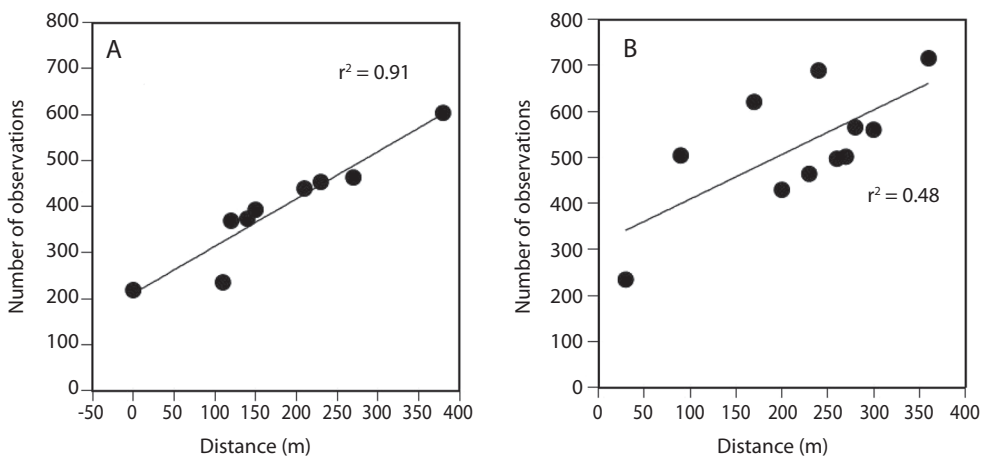 A
r² = 0.91
Number of observations
800
700
600
500
400
300
200
100
0
-50 0 50 100 150 200 250 300 350 400
Distance (m)
B
r² = 0.48
Number of observations
800
700
600
500
400
300
200
100
0
0 50 100 150 200 250 300 350 400
Distance (m)